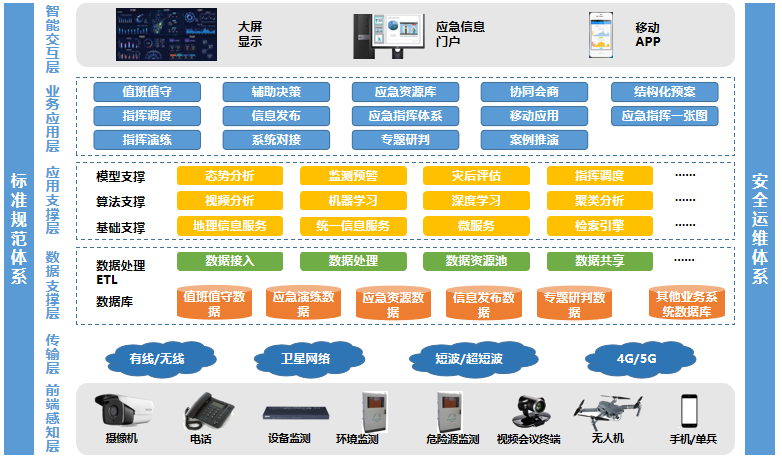 标准规范体系
智能交互层
大屏
显示
应急信息
门户
移动
APP
业务应用层
值班值守
辅助决策
应急资源库
协同会商
结构化预案
指挥调度
信息发布
应急指挥体系
移动应用
应急指挥一张图
指挥演练
系统对接
专题研判
案例推演
应用支撑层
模型支撑
态势分析
监测预警
灾后评估
指挥调度
······
算法支撑
视频分析
机器学习
深度学习
聚类分析
······
基础支撑
地理信息服务
统一信息服务
微服务
检索引擎
······
数据支撑层
数据处理
ETL
数据接入
数据处理
数据资源池
数据共享
······
数据库
值班值守数
据
应急演练数
据
应急资源数
据
信息发布数
据
专题研判数
据
其他业务系
统数据库
传输层
有线/无线
卫星网络
短波/超短波
4G/5G
前端感知层
摄像机
电话
设备监测
环境监测
危险源监测
视频会议终端
无人机
手机/单兵
安全运维体系